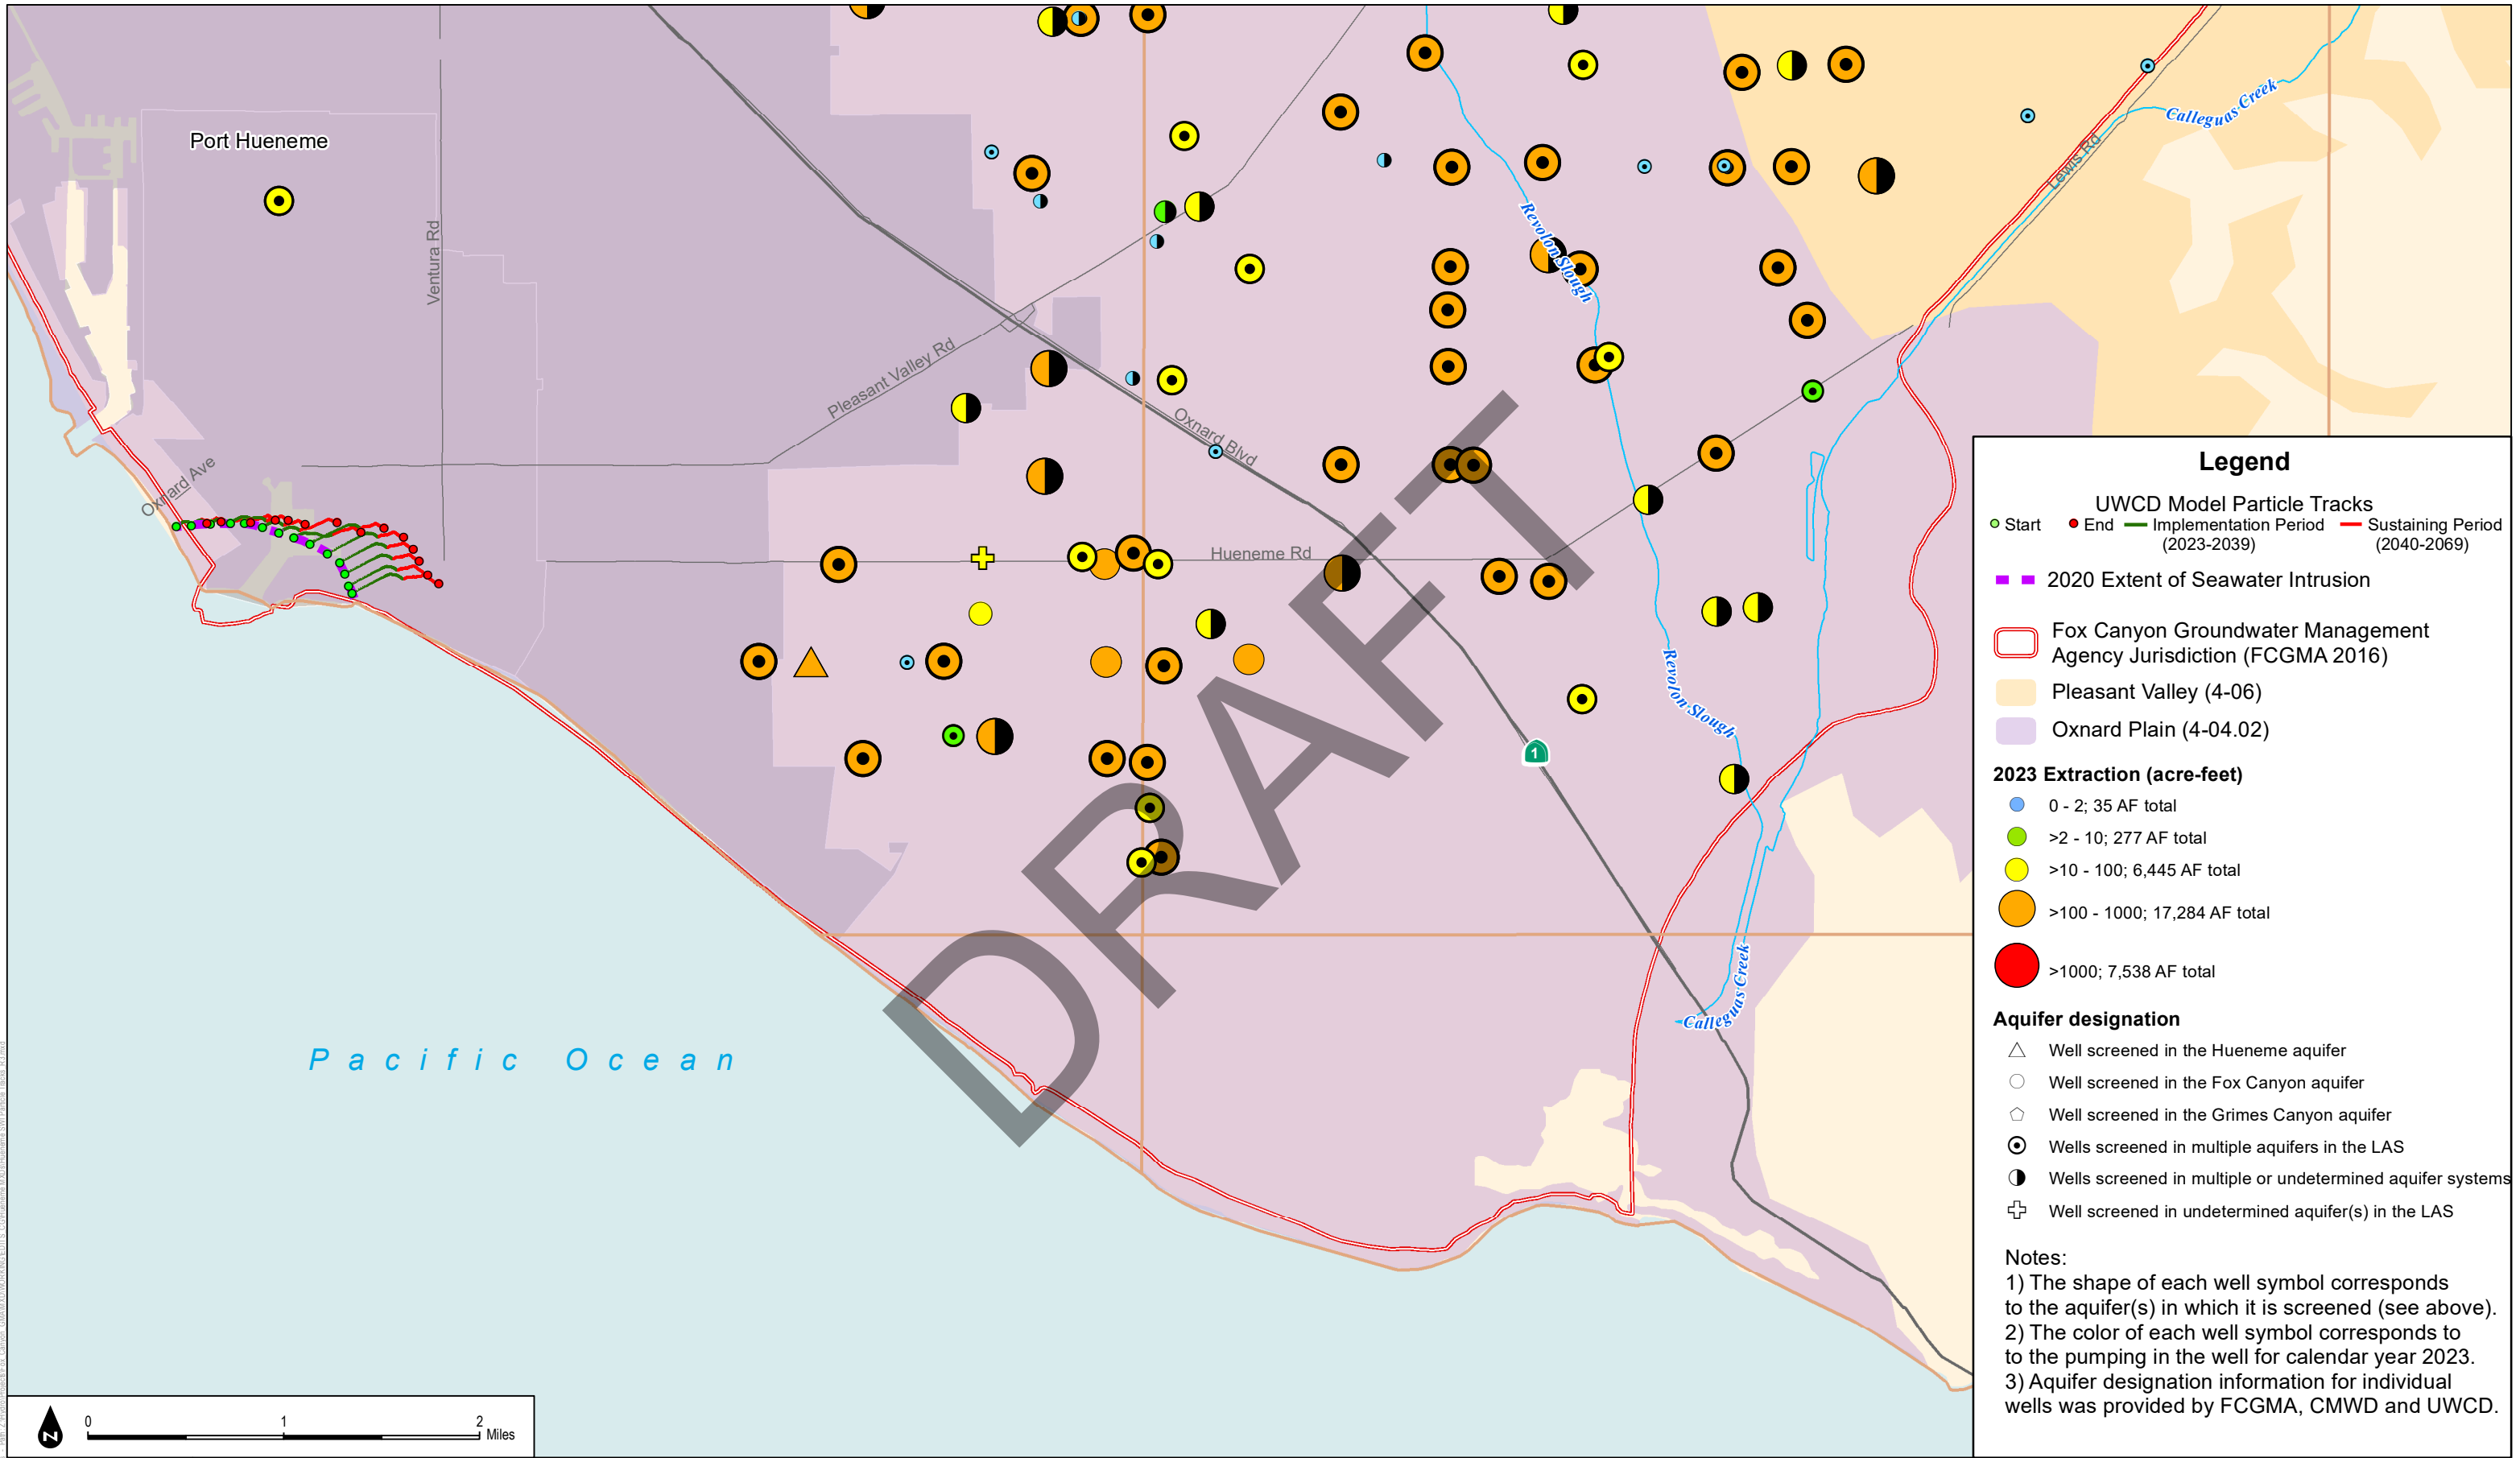 Port Hueneme
Ventura Rd
Calleguas Creek
Lewis Rd
Revolon Slough
Pleasant Valley Rd
Oxnard Blvd
Oxnard Ave
Hueneme Rd
Revolon Slough
1
Calleguas Creek
Pacific Ocean
DRAFT
N
0 1 2
Miles
Legend
UWCD Model Particle Tracks
Start End Implementation Period Sustaining Period
(2023-2039) (2040-2069)
2020 Extent of Seawater Intrusion
Fox Canyon Groundwater Management
Agency Jurisdiction (FCGMA 2016)
Pleasant Valley (4-06)
Oxnard Plain (4-04.02)
2023 Extraction (acre-feet)
0 - 2; 35 AF total
>2 - 10; 277 AF total
>10 - 100; 6,445 AF total
>100 - 1000; 17,284 AF total
>1000; 7,538 AF total
Aquifer designation
Well screened in the Hueneme aquifer
Well screened in the Fox Canyon aquifer
Well screened in the Grimes Canyon aquifer
Wells screened in multiple aquifers in the LAS
Wells screened in multiple or undetermined aquifer systems
Well screened in undetermined aquifer(s) in the LAS
Notes:
1) The shape of each well symbol corresponds
to the aquifer(s) in which it is screened (see above).
2) The color of each well symbol corresponds to
to the pumping in the well for calendar year 2023.
3) Aquifer designation information for individual
wells was provided by FCGMA, CMWD and UWCD.